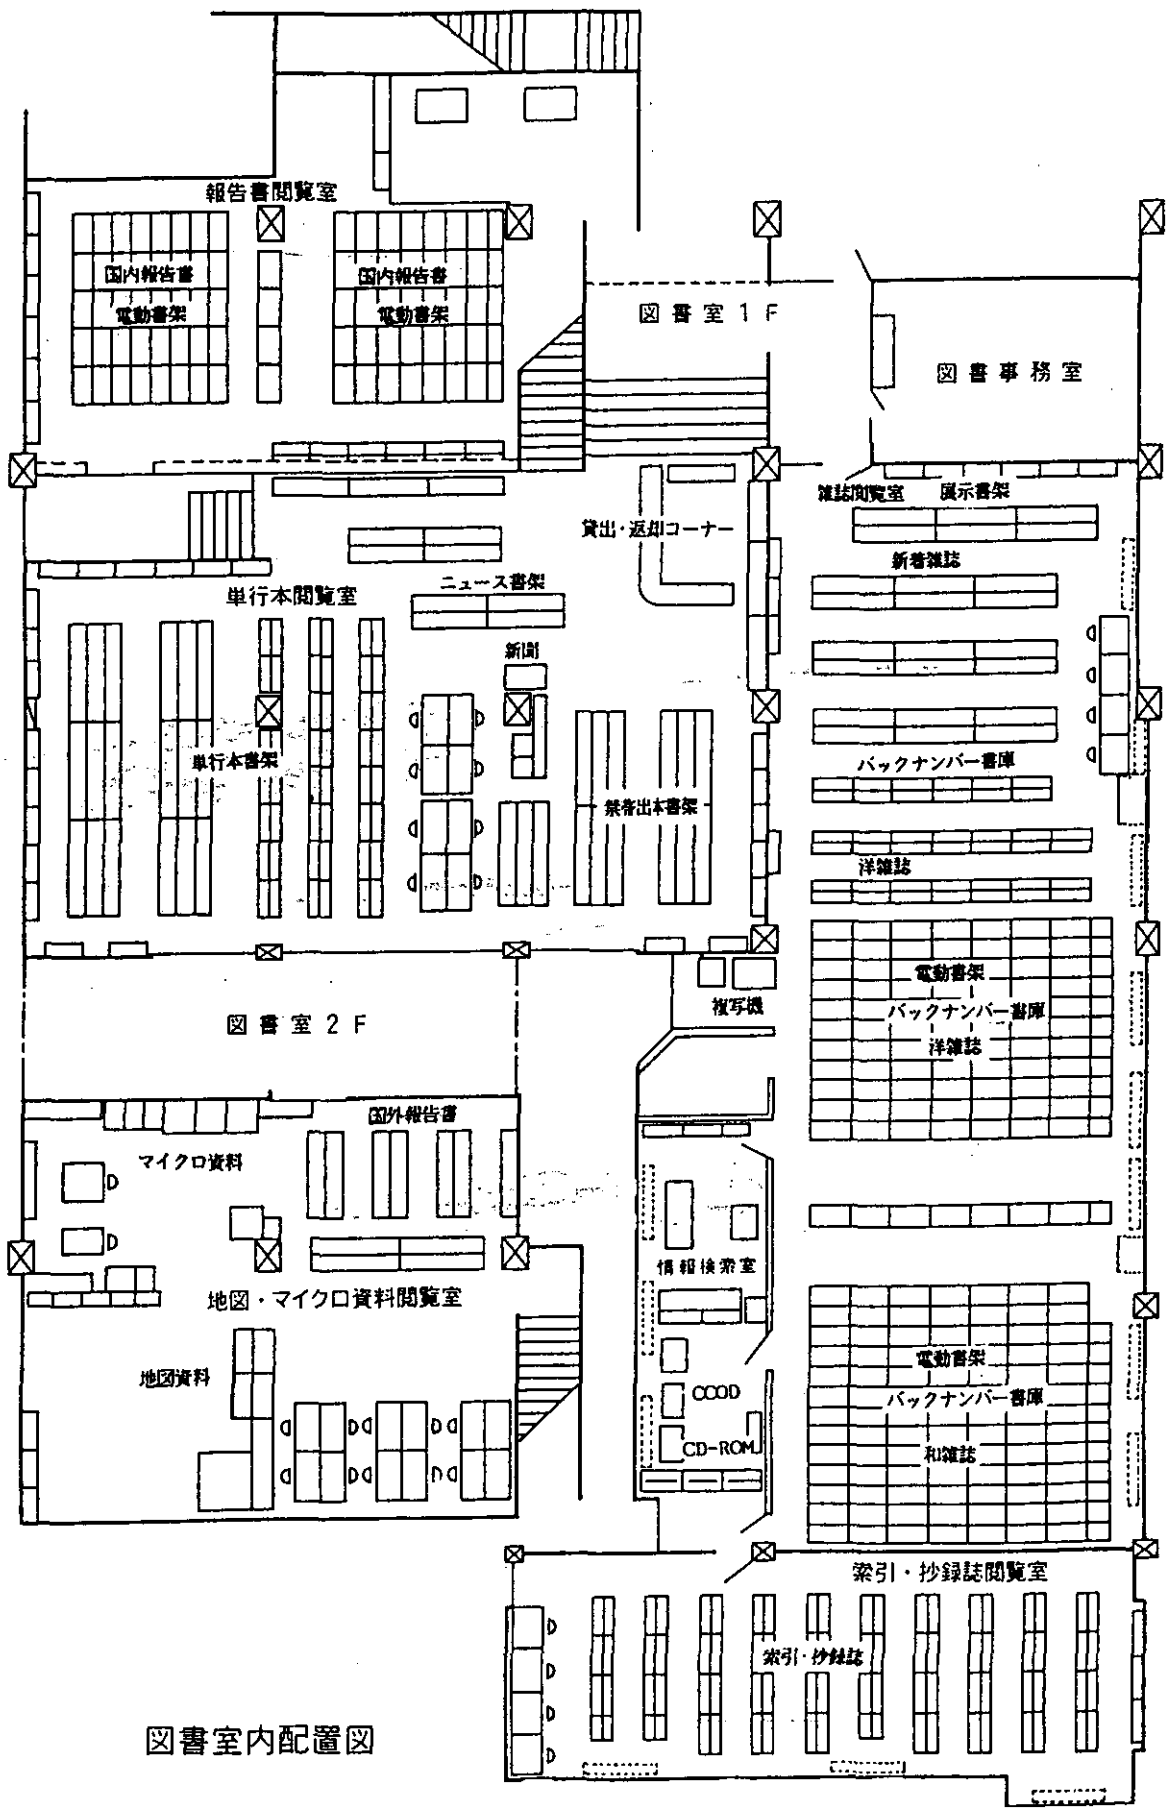 報告書閲覧室
国内報告書
電動書架
国内報告書
電動書架
図書室1F
図書事務室
雑誌閲覧室
展示書架
貸出・返却コーナー
新着雑誌
ニュース書架
単行本閲覧室
新聞
単行本書架
バックナンバー書庫
禁帯出本書架
洋雑誌
電動書架
バックナンバー書庫
洋雑誌
複写機
図書室2F
国外報告書
マイクロ資料
情報検索室
地図・マイクロ資料閲覧室
電動書架
バックナンバー書庫
和雑誌
地図資料
CCOD
CD-ROM
索引・抄録誌閲覧室
索引・抄録誌
図書室内配置図